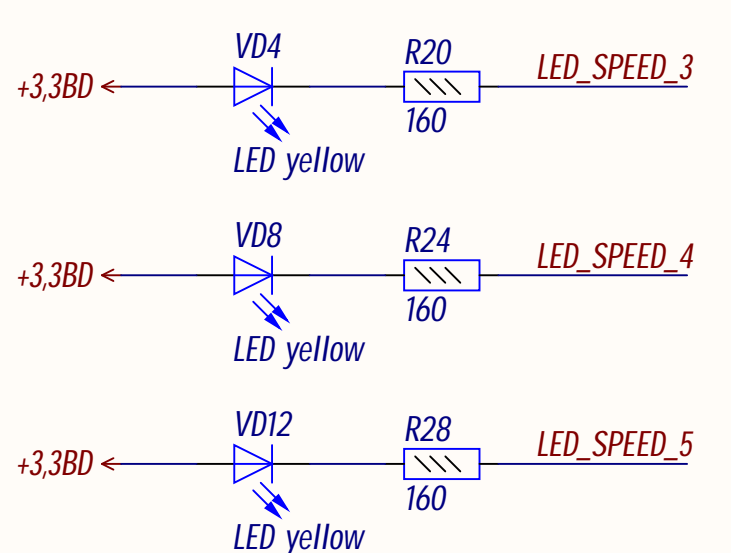 VD4
R20
LED_SPEED_3
+3,3BD
160
LED yellow
VD8
R24
LED_SPEED_4
+3,3BD
160
LED yellow
VD12
R28
LED_SPEED_5
+3,3BD
160
LED yellow